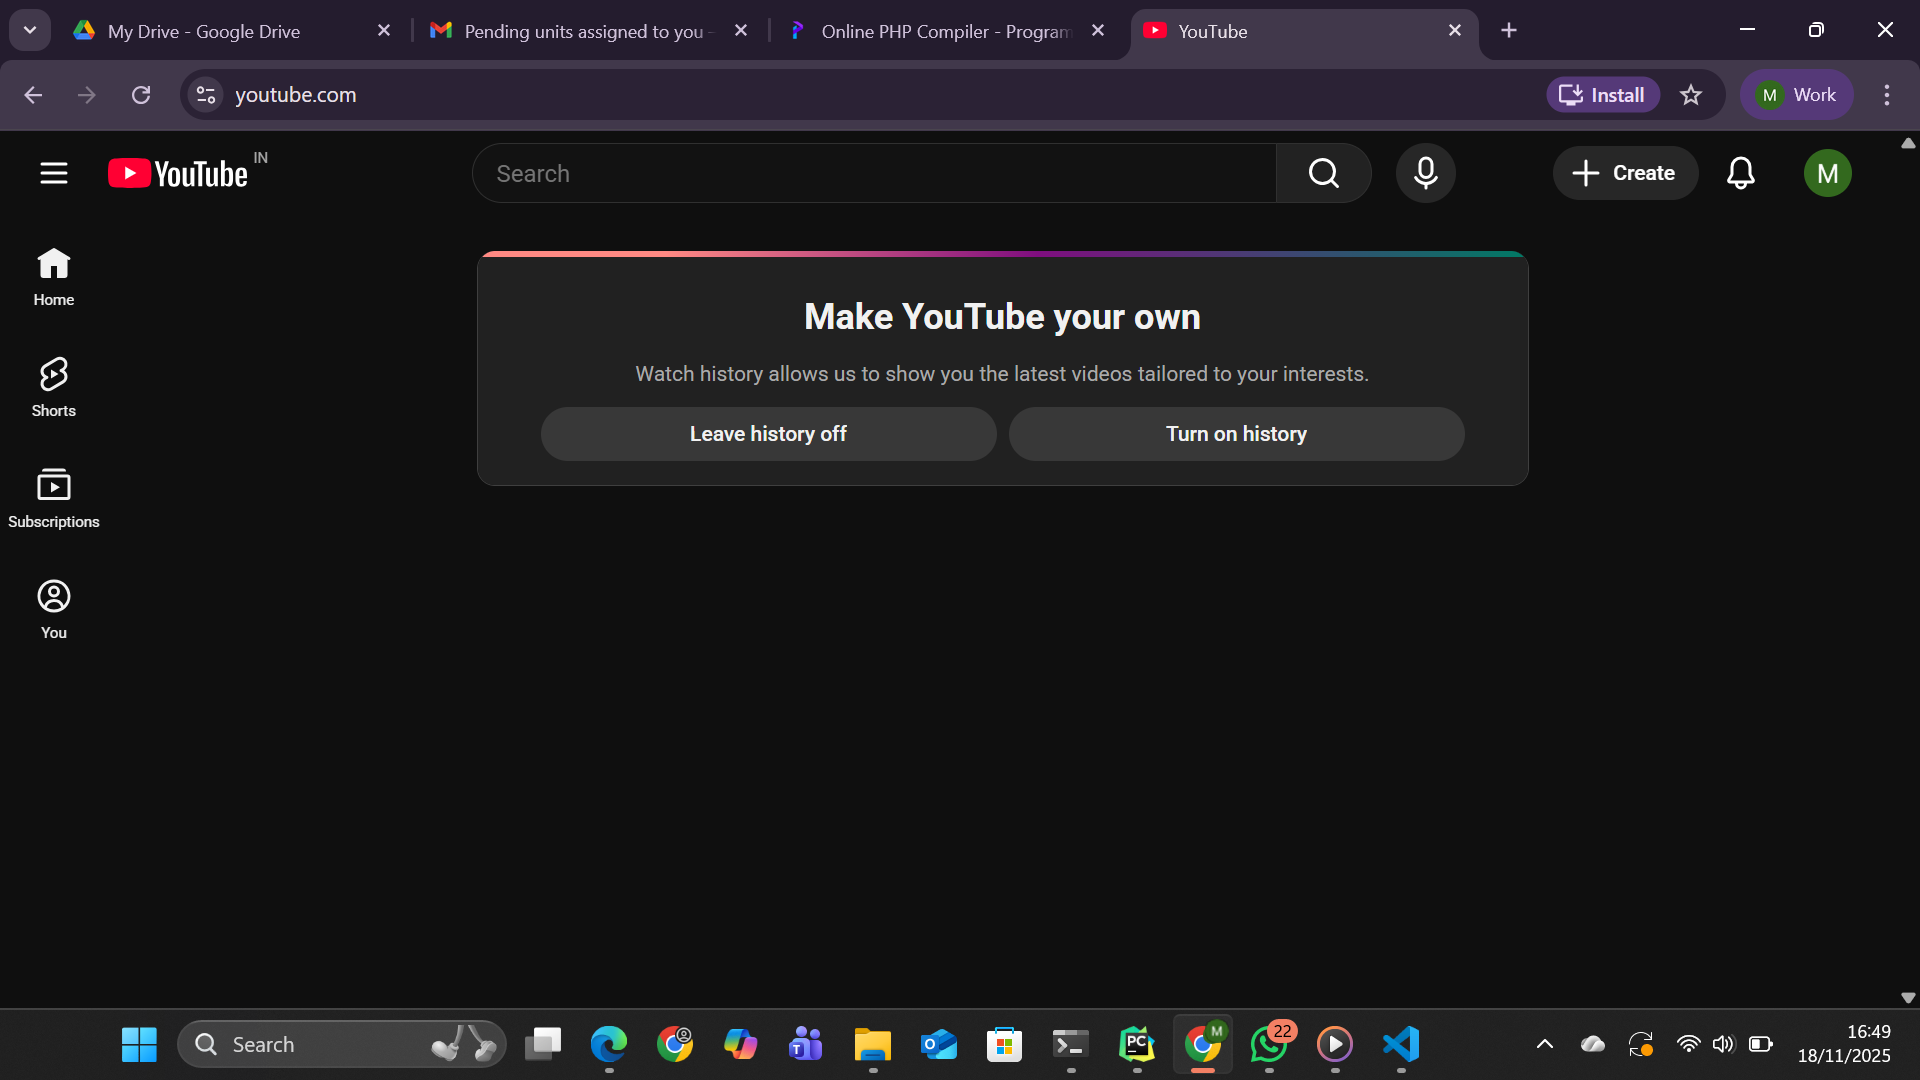 My Drive - Google Drive
Pending units assigned to you -
Online PHP Compiler - Program
YouTube
youtube.com
Install
M
Work
YouTube IN
Search
Create
M
Home
Shorts
Subscriptions
You
Make YouTube your own
Watch history allows us to show you the latest videos tailored to your interests.
Leave history off
Turn on history
Search
T
O
PC
M
22
16:49
18/11/2025